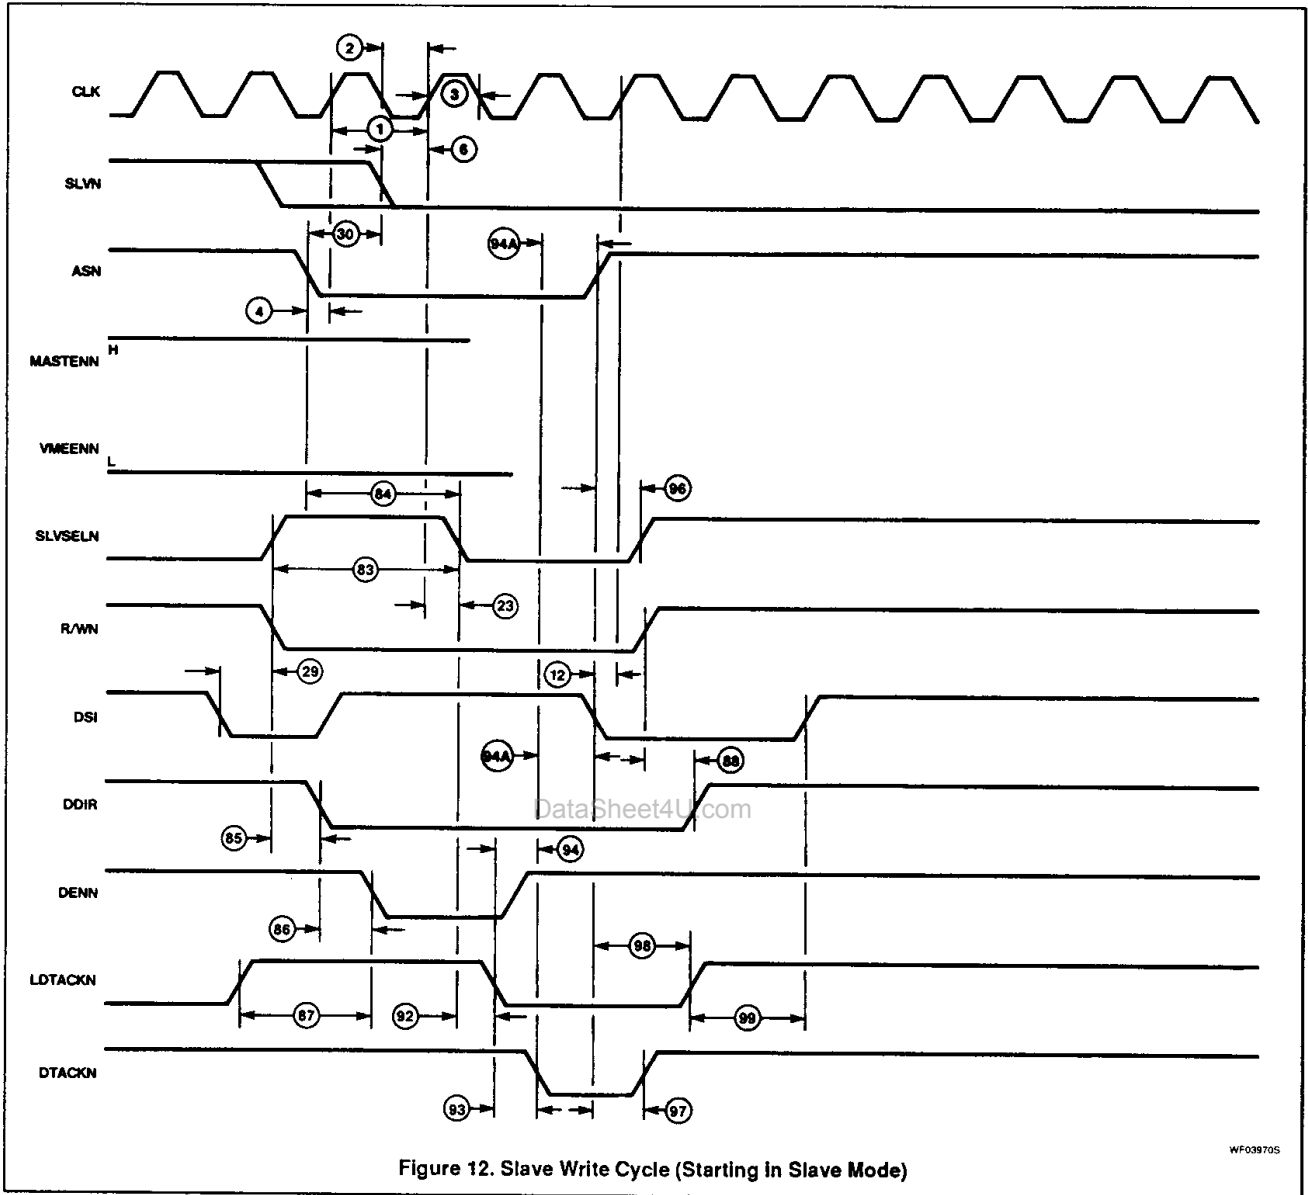 2
CLK
3
1
6
SLVN
30
94A
ASN
4
H
MASTENN
VMEENN
L
84
96
SLVSELN
83
23
R/WN
29
12
DSI
94A
88
DDIR
DataSheet4U.com
85
94
DENN
86
98
LDTACKN
87
92
99
DTACKN
93
97
WF03970S
Figure 12. Slave Write Cycle (Starting in Slave Mode)